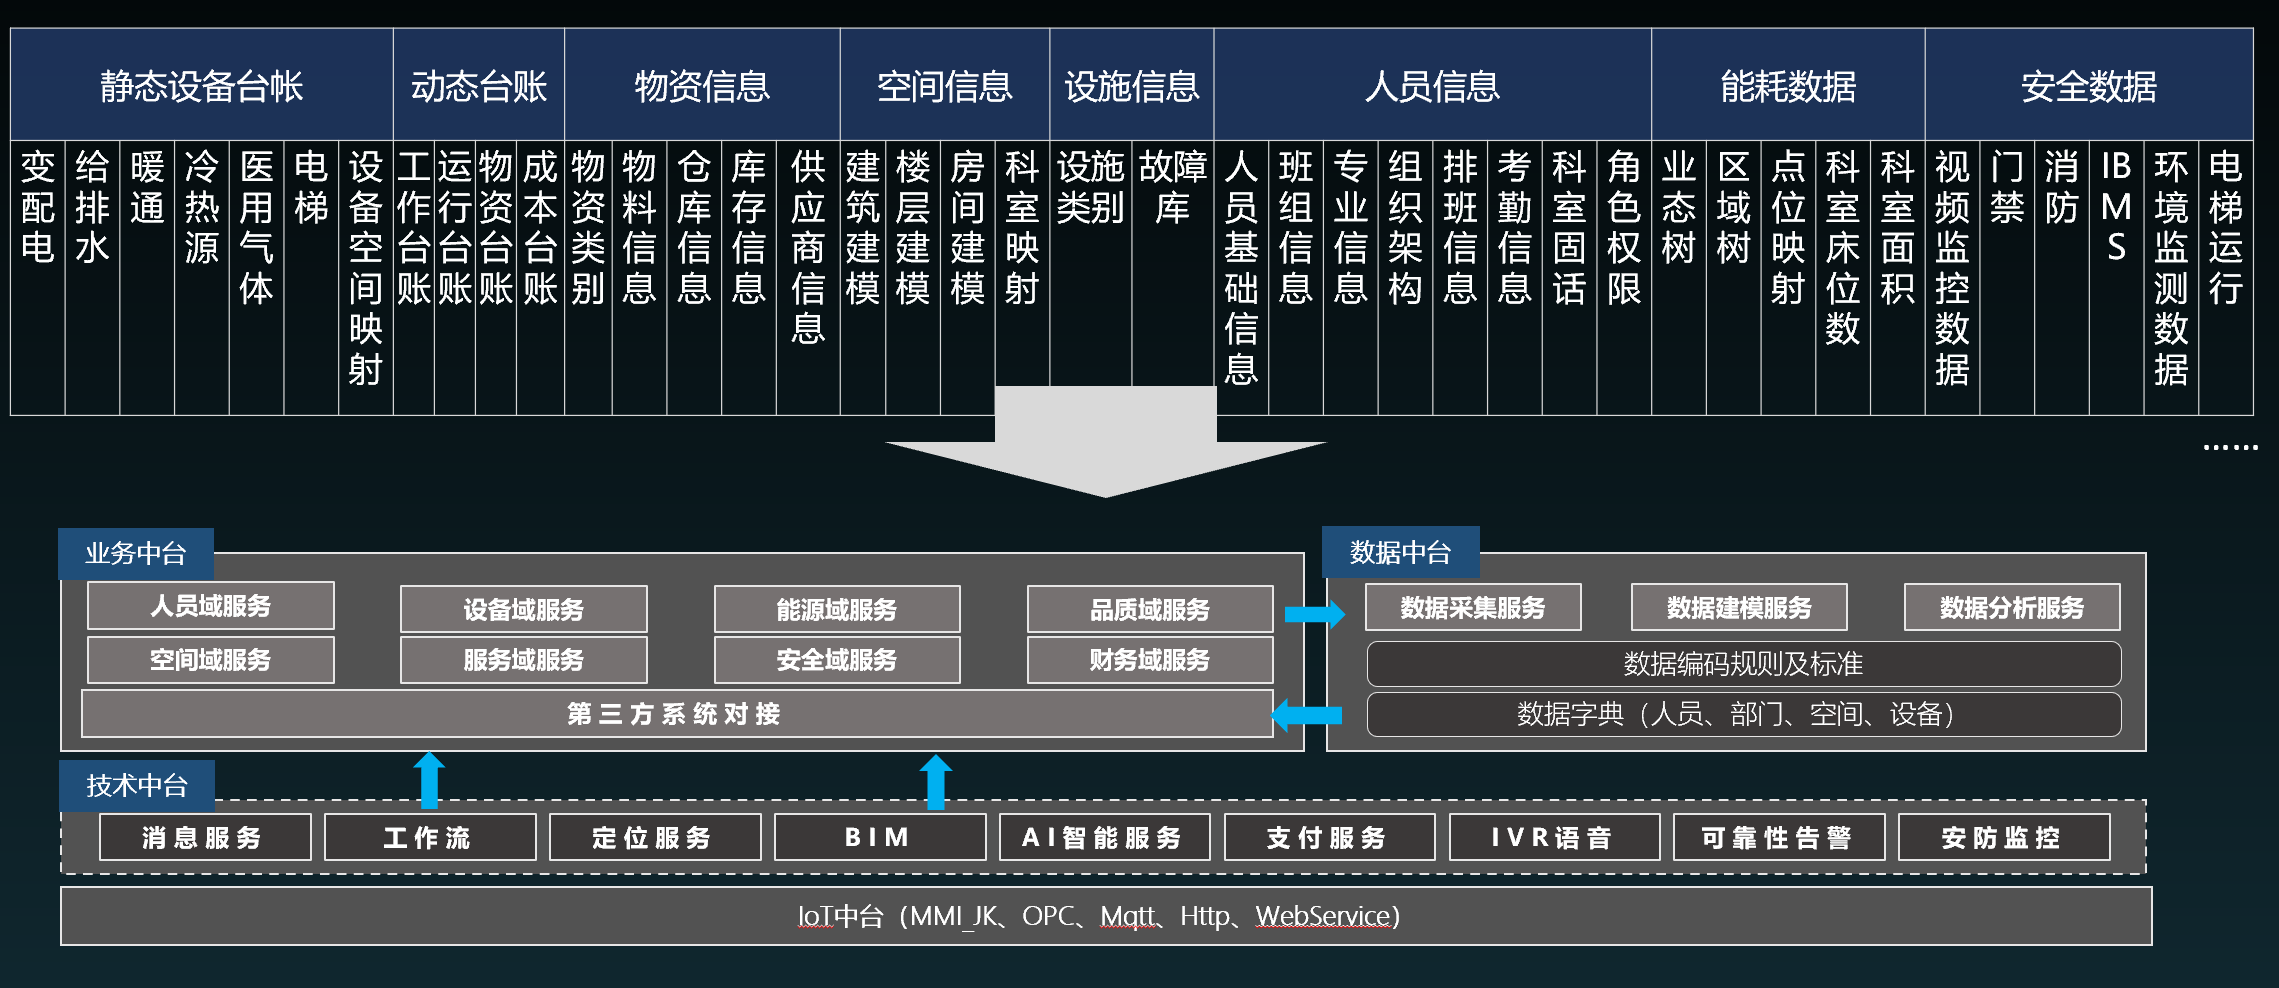 静态设备台帐
动态台账
物资信息
空间信息
设施信息
人员信息
能耗数据
安全数据
变配电
给排水
暖通
冷热源
医用气体
电梯
设备空间映射
工作台账
运行台账
物资台账
成本台账
物资类别
物料信息
仓库信息
库存信息
供应商信息
建筑建模
楼层建模
房间建模
科室映射
设施类别
故障库
人员基础信息
班组信息
专业信息
组织架构
排班信息
考勤信息
科室固话
角色权限
业态树
区域树
点位映射
科室床位数
科室面积
视频监控数据
门禁
消防
IBMS
环境监测数据
电梯运行
……
业务中台
人员域服务
设备域服务
能源域服务
品质域服务
空间域服务
服务域服务
安全域服务
财务域服务
第三方系统对接
数据中台
数据采集服务
数据建模服务
数据分析服务
数据编码规则及标准
数据字典（人员、部门、空间、设备）
技术中台
消息服务
工作流
定位服务
BIM
AI智能服务
支付服务
IVR语音
可靠性告警
安防监控
IoT中台（MMI_JK、OPC、Mqtt、Http、WebService）